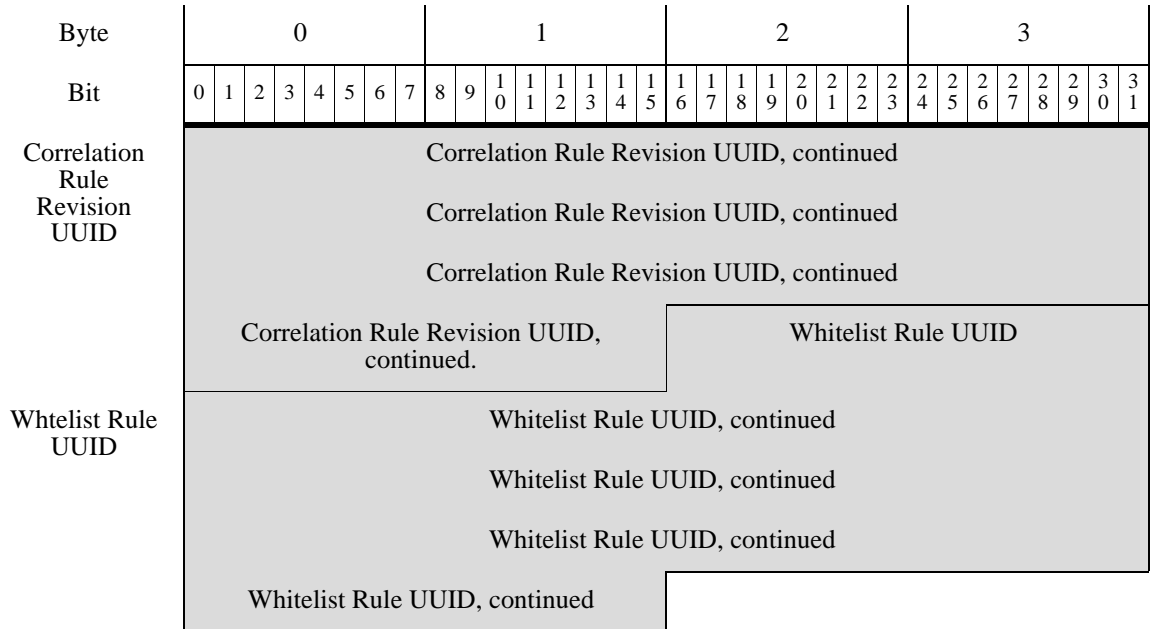 Byte 0 1 2 3
Bit 0 1 2 3 4 5 6 7 8 9 10 11 12 13 14 15 16 17 18 19 20 21 22 23 24 25 26 27 28 29 30 31
Correlation
Rule
Revision
UUID
Correlation Rule Revision UUID, continued
Correlation Rule Revision UUID, continued
Correlation Rule Revision UUID, continued
Correlation Rule Revision UUID,
continued.
Whitelist Rule UUID
Whtelist Rule
UUID
Whitelist Rule UUID, continued
Whitelist Rule UUID, continued
Whitelist Rule UUID, continued
Whitelist Rule UUID, continued